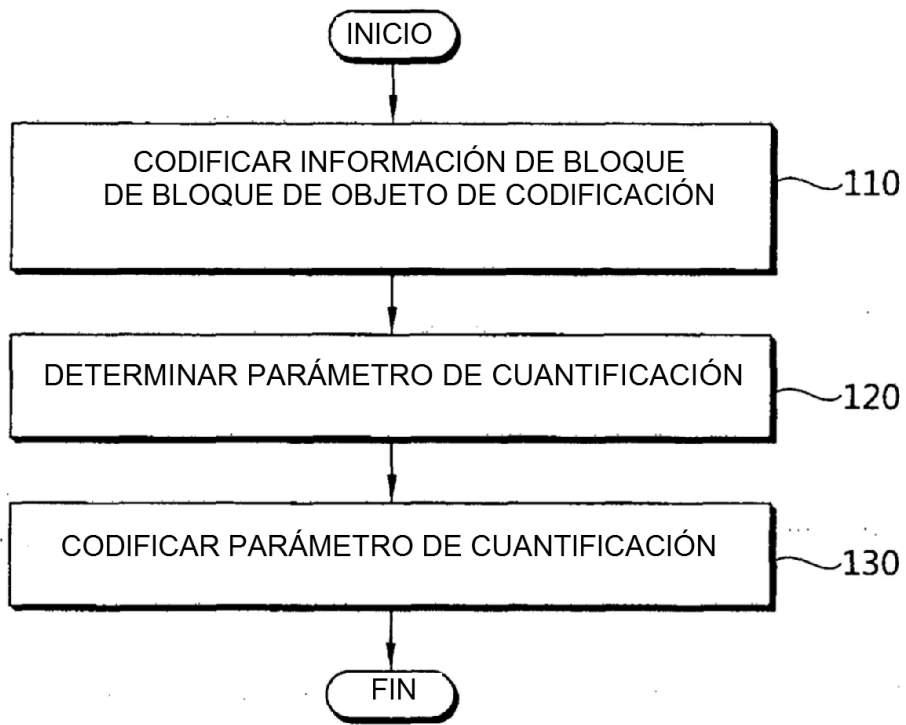 INICIO
CODIFICAR INFORMACIÓN DE BLOQUE
DE BLOQUE DE OBJETO DE CODIFICACIÓN
110
DETERMINAR PARÁMETRO DE CUANTIFICACIÓN
120
CODIFICAR PARÁMETRO DE CUANTIFICACIÓN
130
FIN